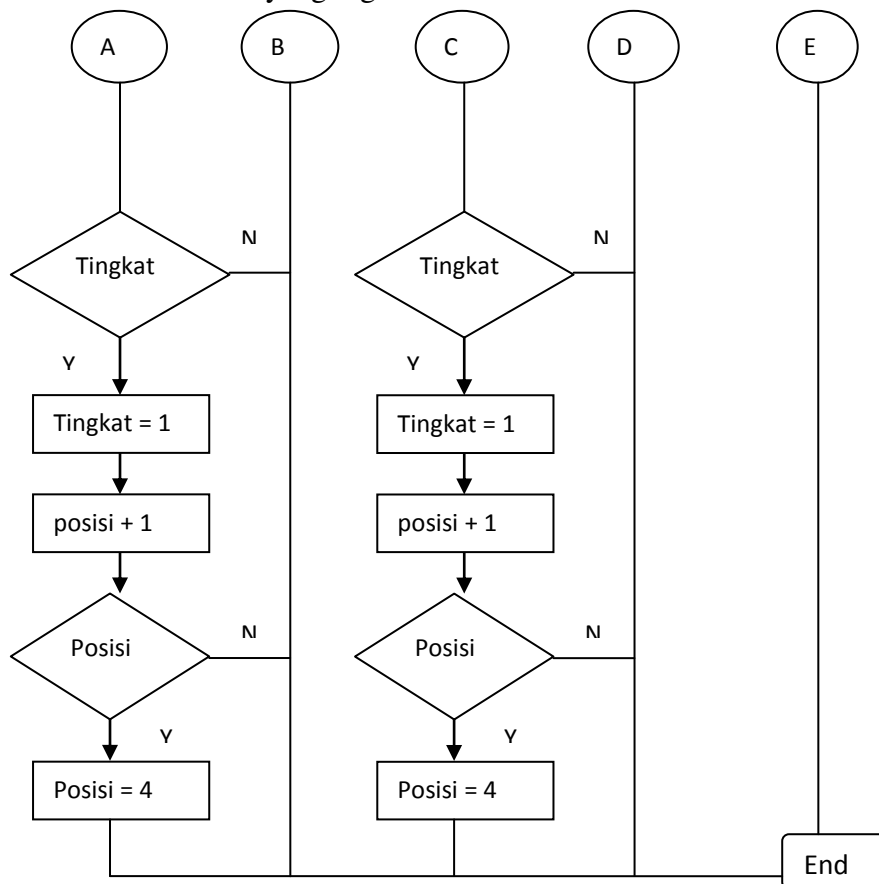 A
B
C
D
E
Tingkat
N
Tingkat
N
Y
Y
Tingkat = 1
Tingkat = 1
posisi + 1
posisi + 1
Posisi
N
Posisi
N
Y
Y
Posisi = 4
Posisi = 4
End